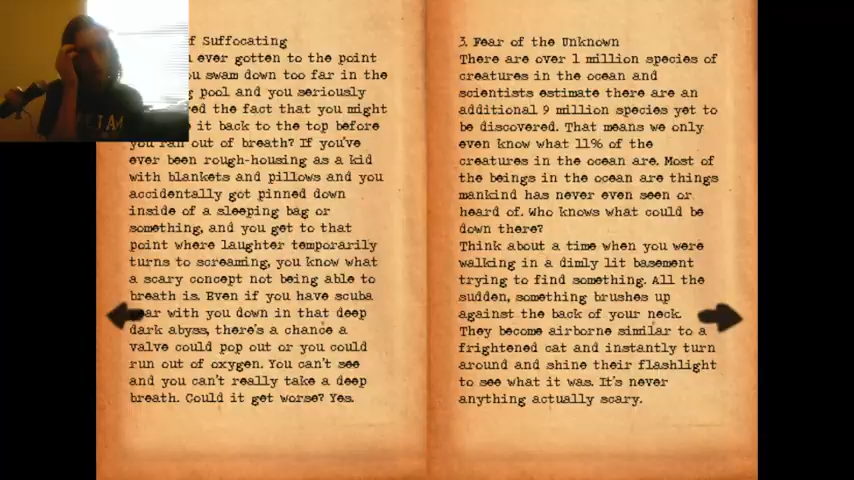 f Suffocating
ever gotten to the point
u swam down too far in the
g pool and you seriously
red the fact that you might
it back to the top before
you ran out of breath? If you've
ever been rough-housing as a kid
with blankets and pillows and you
accidentally got pinned down
inside of a sleeping bag or
something, and you get to that
point where laughter temporarily
turns to screaming, you know what
a scary concept not being able to
breath is. Even if you have scuba
gear with you down in that deep
dark abyss, there's a chance a
valve could pop out or you could
run out of oxygen. You can't see
and you can't really take a deep
breath. Could it get worse? Yes.
3. Fear of the Unknown
There are over 1 million species of
creatures in the ocean and
scientists estimate there are an
additional 9 million species yet to
be discovered. That means we only
even know what 11% of the
creatures in the ocean are. Most of
the beings in the ocean are things
mankind has never even seen or
heard of. Who knows what could be
down there?
Think about a time when you were
walking in a dimly lit basement
trying to find something. All the
sudden, something brushes up
against the back of your neck.
They become airborne similar to a
frightened cat and instantly turn
around and shine their flashlight
to see what it was. It's never
anything actually scary.